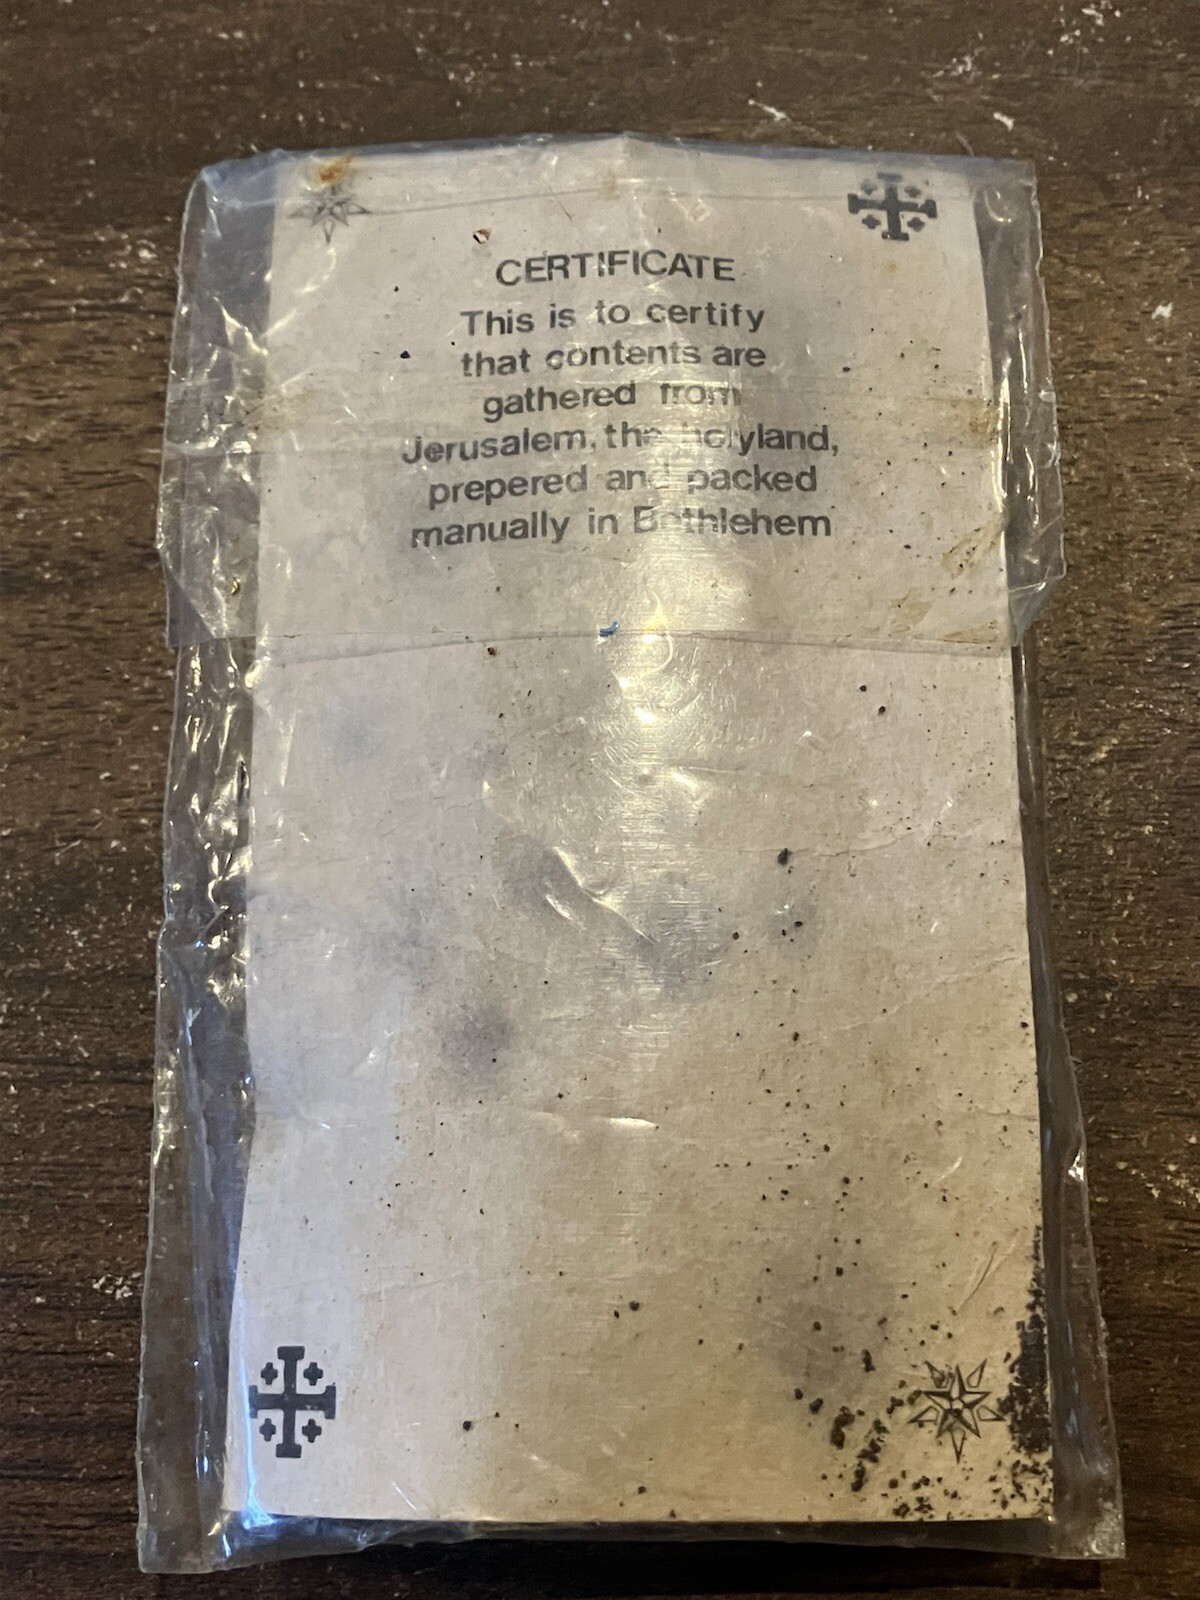 CERTIFICATE
This is to certify
that contents are
gathered from
Jerusalem, the holyland,
prepered and packed
manually in Bethlehem